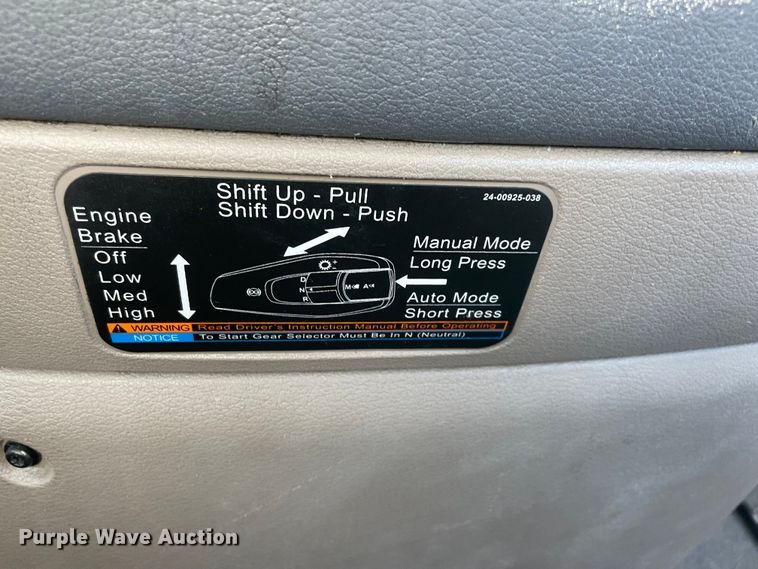 Shift Up - Pull
Shift Down - Push
24-00925-038
Engine
Brake
Off
Low
Med
High
Manual Mode
Long Press
Auto Mode
Short Press
D
N
R
M
A
WARNING Read Driver's Instruction Manual Before Operating
NOTICE To Start Gear Selector Must Be In N (Neutral)
Purple Wave Auction